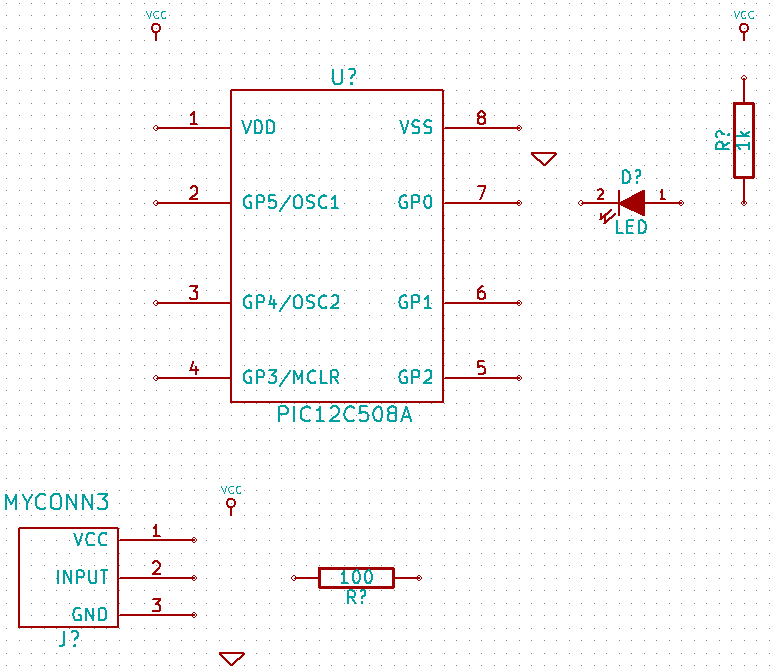 VCC
VCC
U?
1 VDD VSS 8
R? 1k
D?
2 GP5/OSC1 GP0 7
2 1
LED
3 GP4/OSC2 GP1 6
4 GP3/MCLR GP2 5
PIC12C508A
MYCONN3
VCC
VCC 1
INPUT 2
GND 3
J?
100
R?